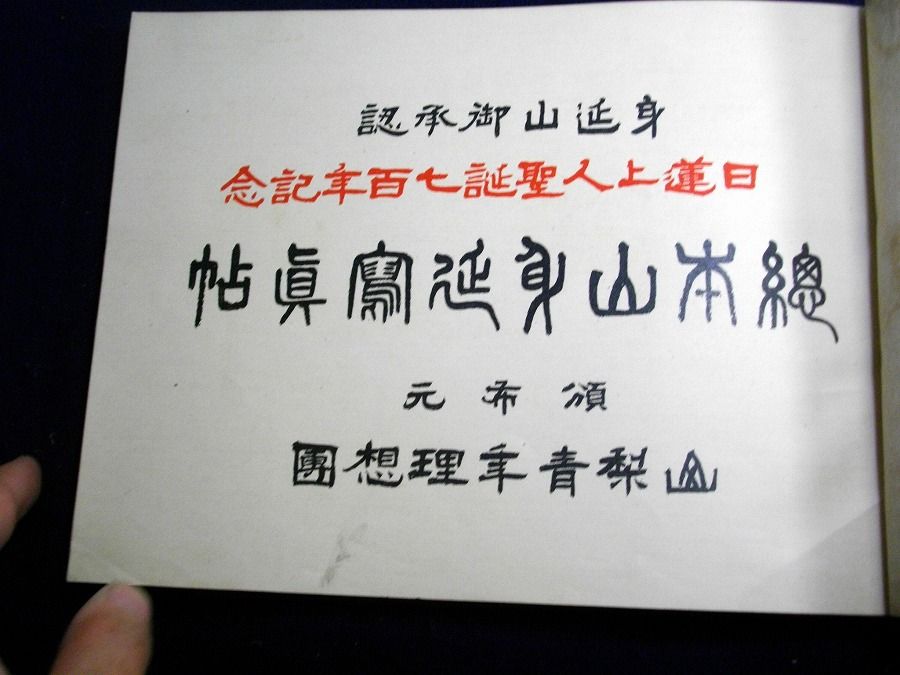 身延山御承認
日蓮上人聖誕七百年記念
總本山身延寫眞帖
頒布元
山梨青年理想團